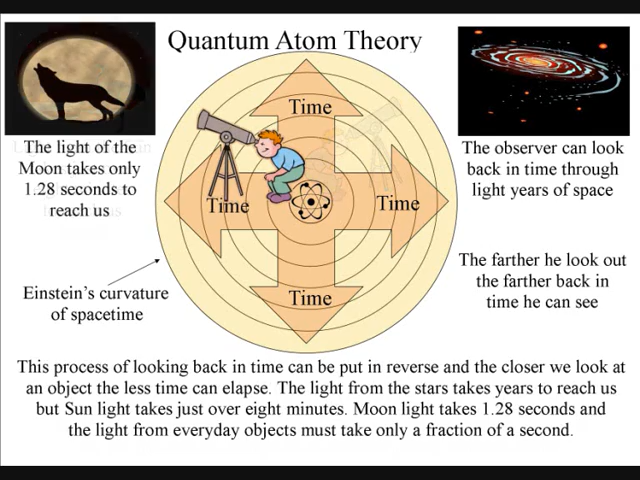 Quantum Atom Theory
The light of the
Moon takes only
1.28 seconds to
reach us
Time
Time
Time
Time
The observer can look
back in time through
light years of space
Einstein's curvature
of spacetime
The farther he look out
the farther back in
time he can see
This process of looking back in time can be put in reverse and the closer we look at
an object the less time can elapse. The light from the stars takes years to reach us
but Sun light takes just over eight minutes. Moon light takes 1.28 seconds and
the light from everyday objects must take only a fraction of a second.